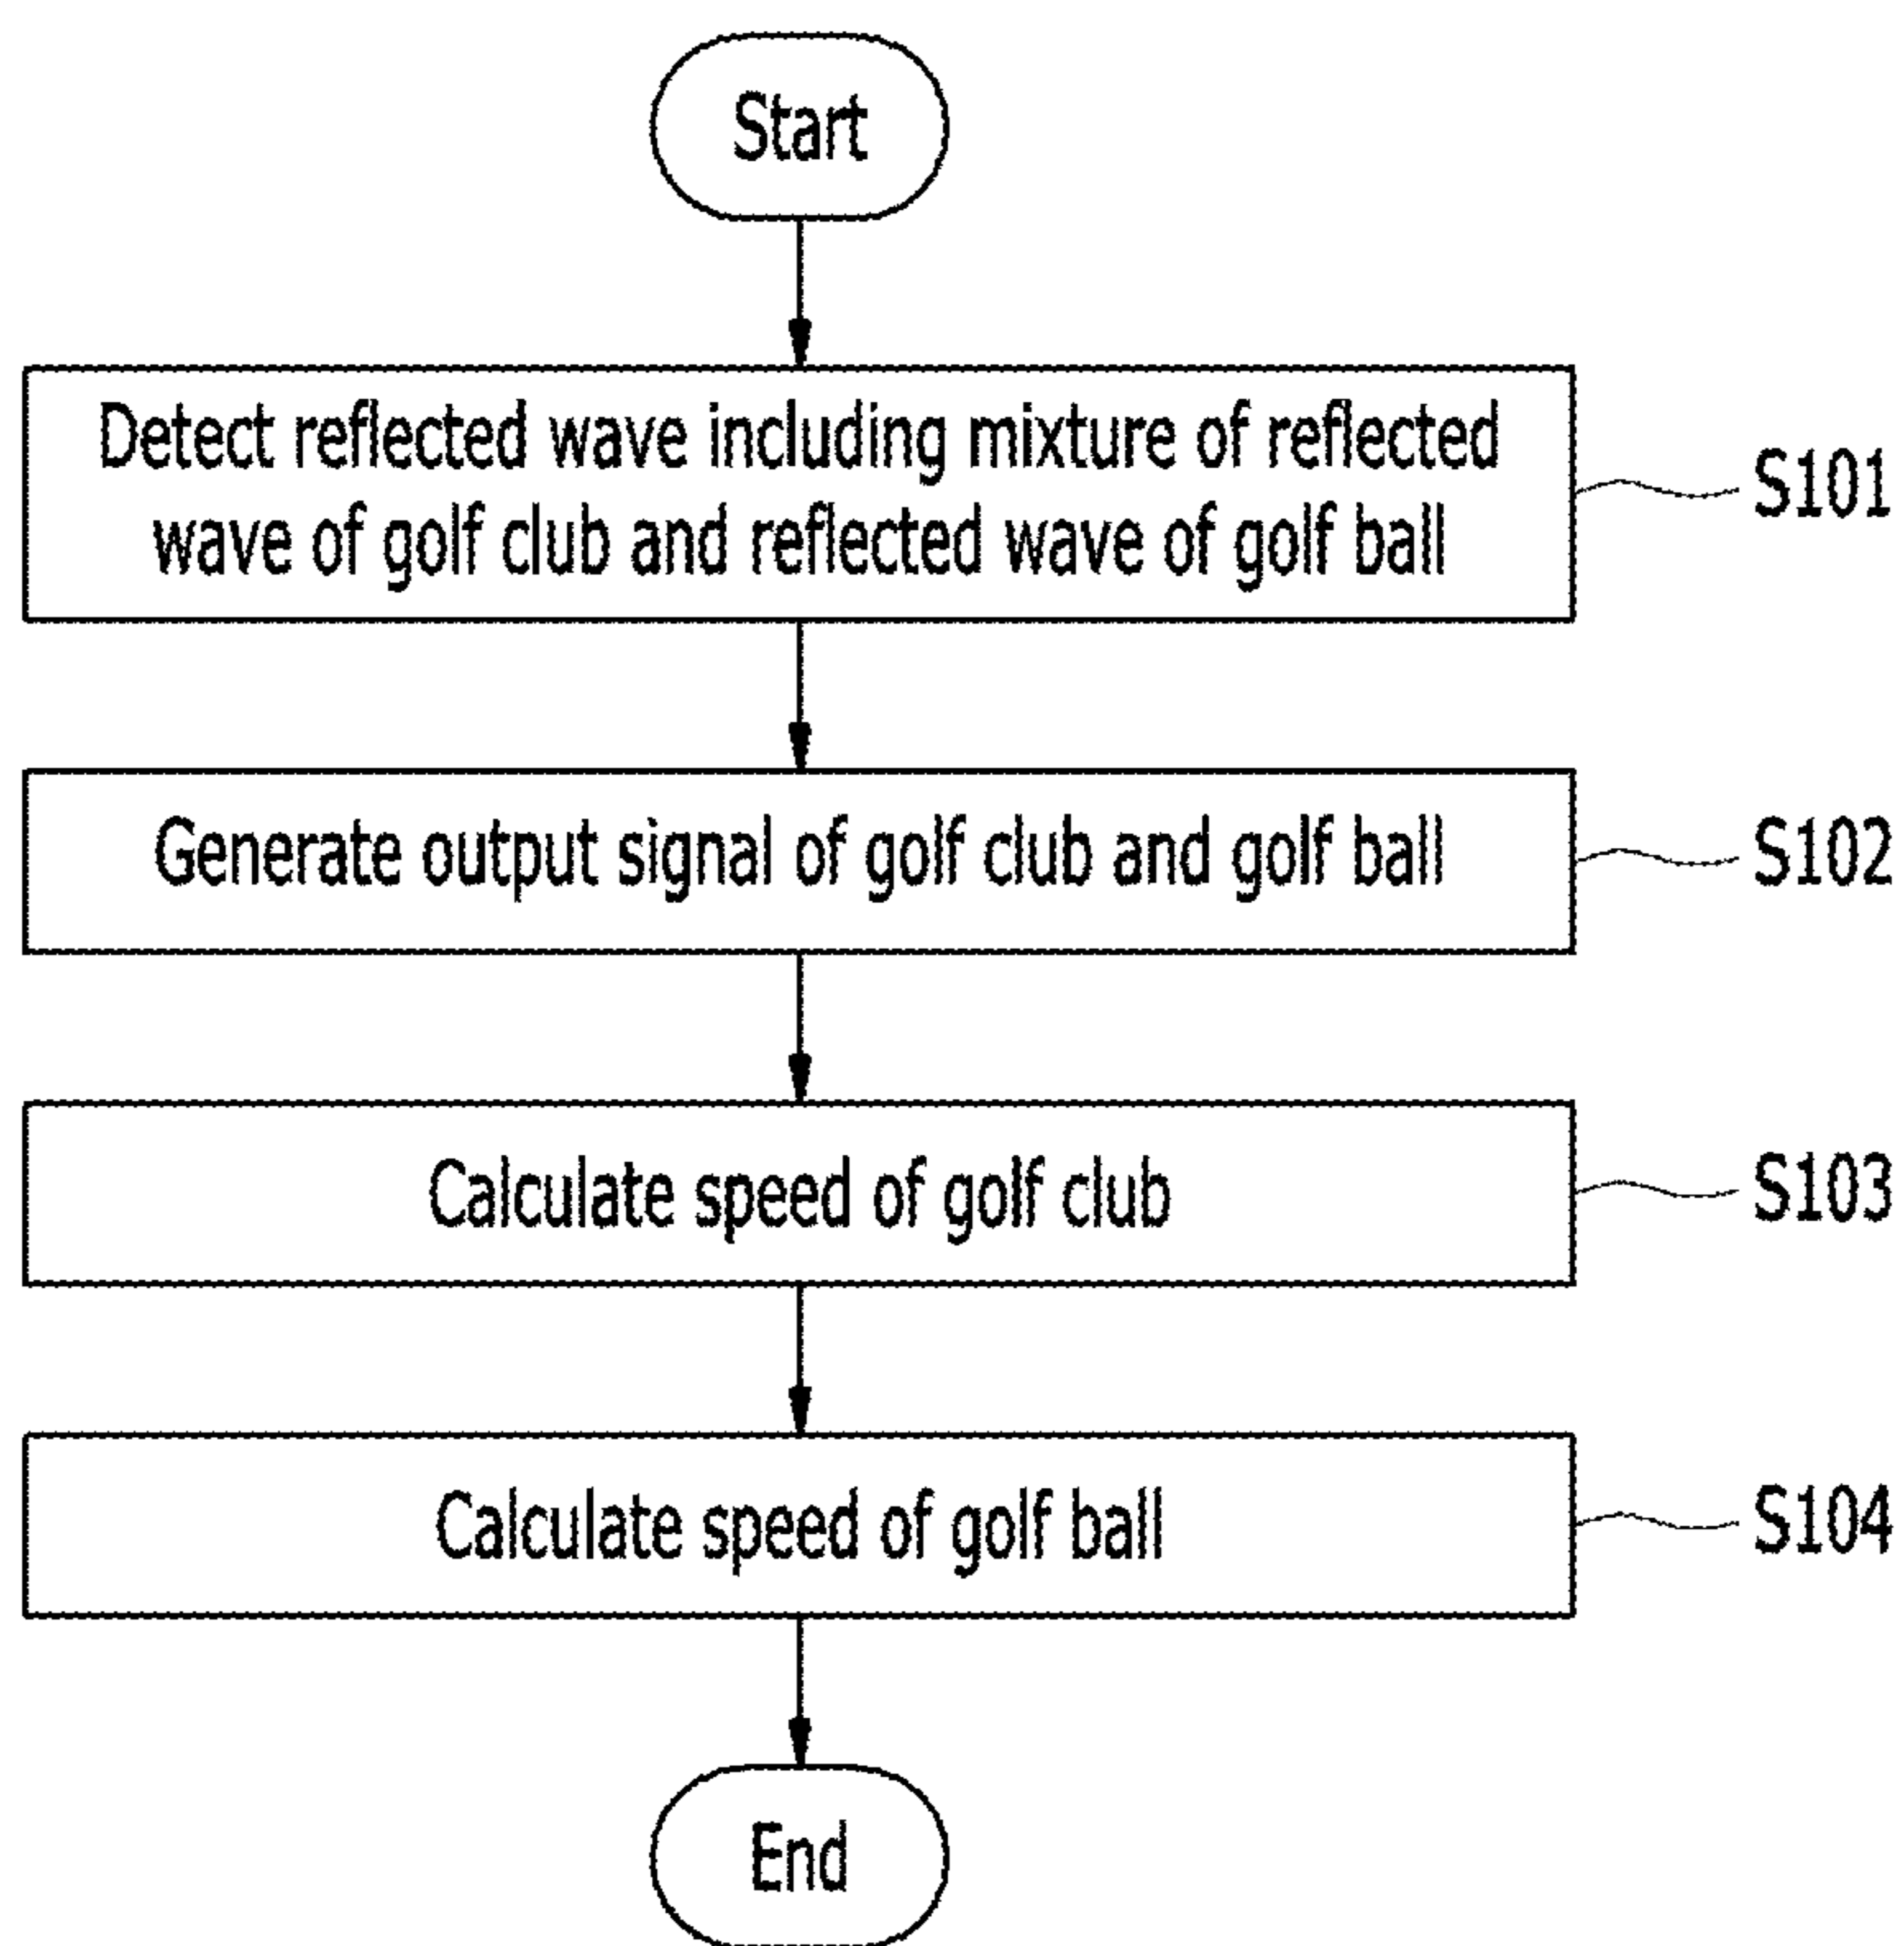 Start
Detect reflected wave including mixture of reflected
wave of golf club and reflected wave of golf ball
S101
Generate output signal of golf club and golf ball
S102
Calculate speed of golf club
S103
Calculate speed of golf ball
S104
End